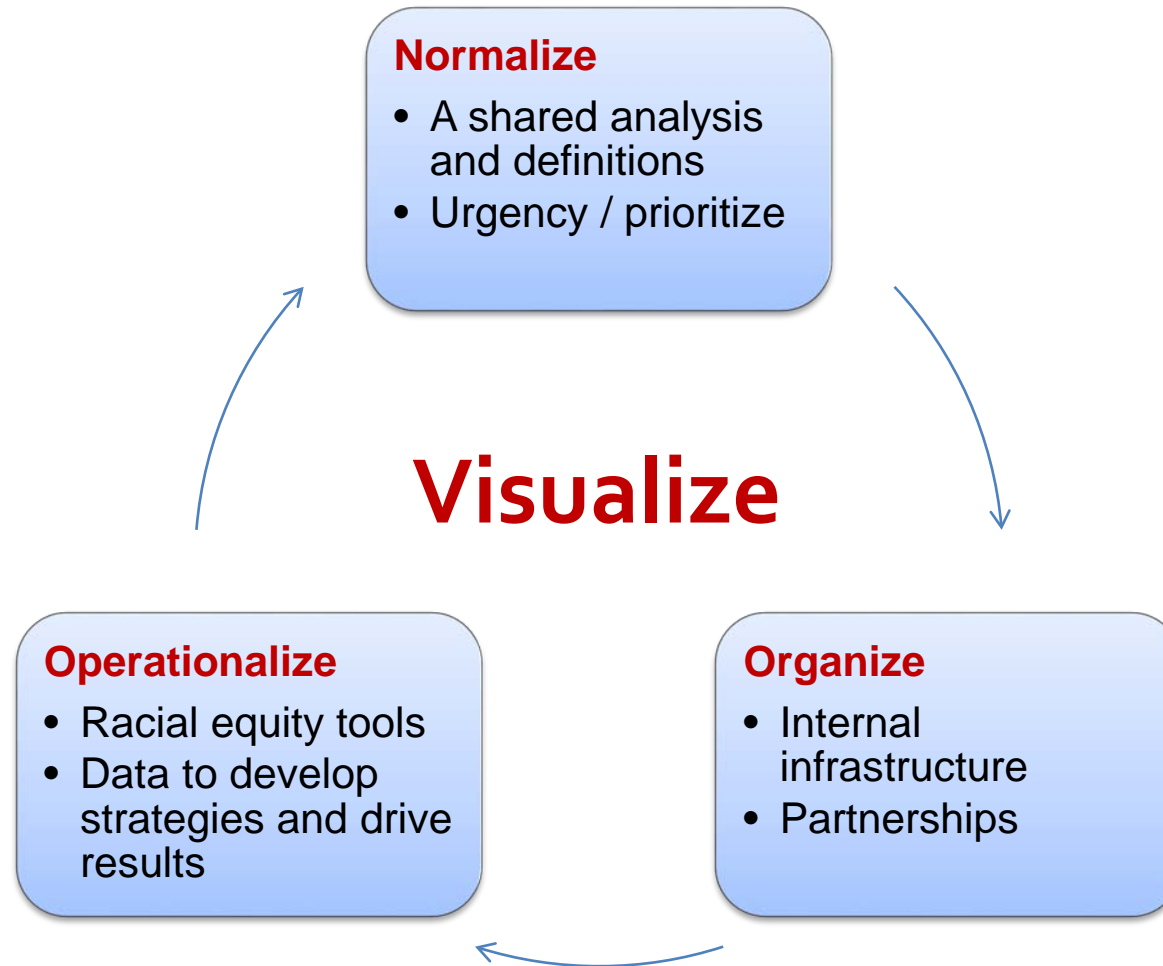 Normalize
• A shared analysis
and definitions
• Urgency / prioritize
Visualize
Operationalize
• Racial equity tools
• Data to develop
strategies and drive
results
Organize
• Internal
infrastructure
• Partnerships